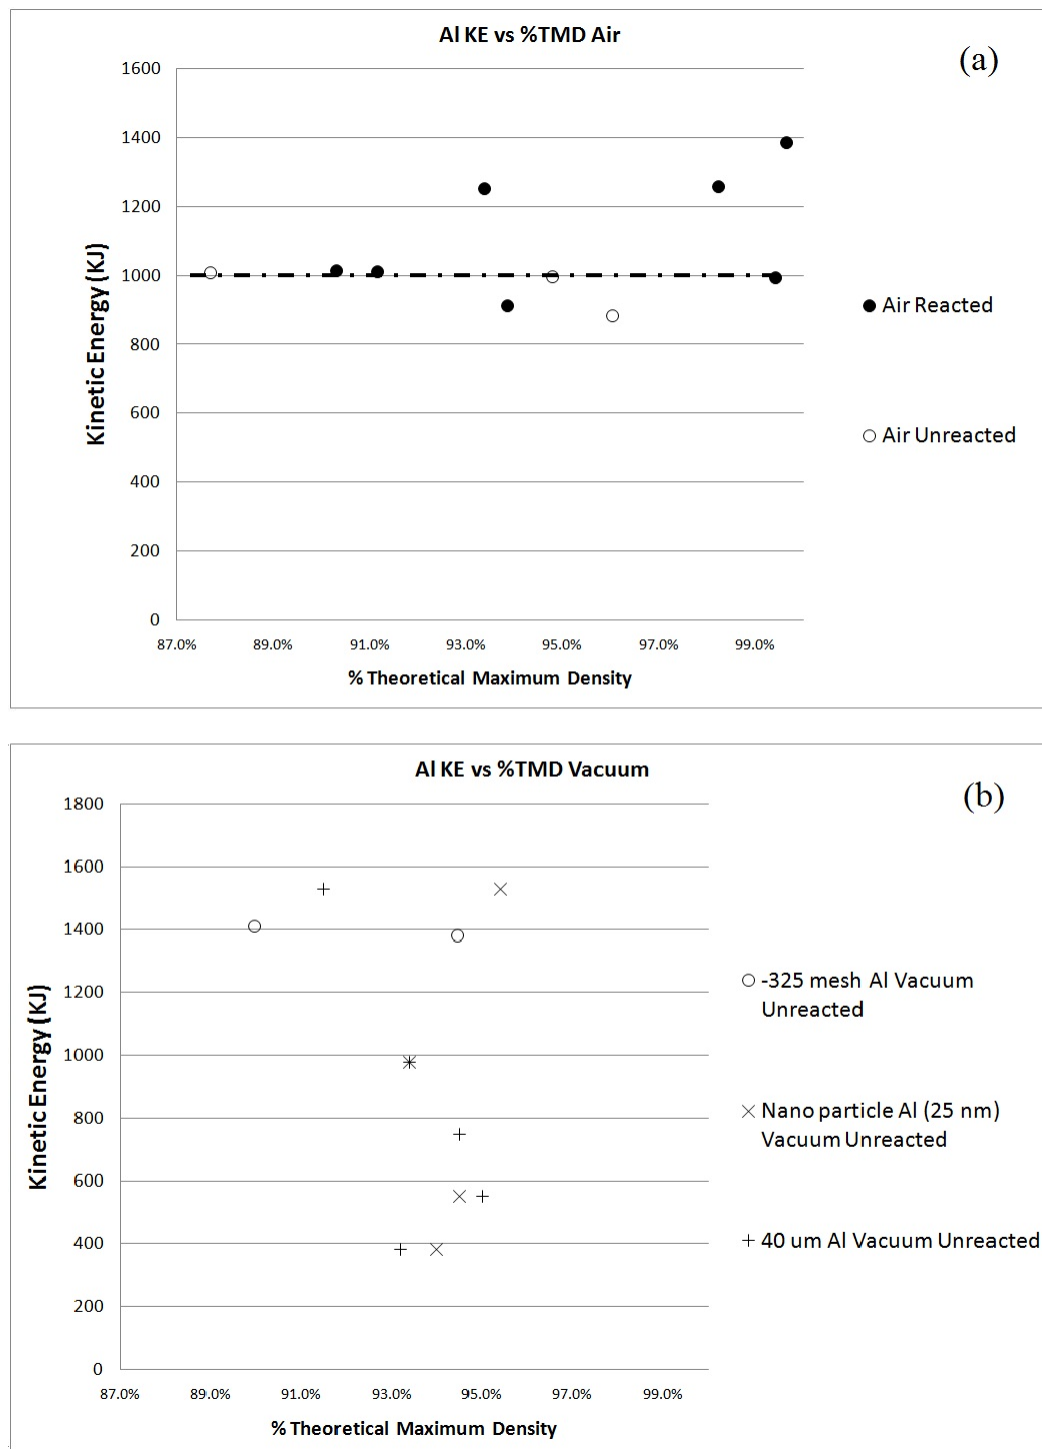 Al KE vs %TMD Air
(a)
1600
1400
1200
1000
800
600
400
200
0
Kinetic Energy (KJ)
87.0% 89.0% 91.0% 93.0% 95.0% 97.0% 99.0%
% Theoretical Maximum Density
Air Reacted
Air Unreacted
Al KE vs %TMD Vacuum
(b)
1800
1600
1400
1200
1000
800
600
400
200
0
Kinetic Energy (KJ)
87.0% 89.0% 91.0% 93.0% 95.0% 97.0% 99.0%
% Theoretical Maximum Density
-325 mesh Al Vacuum
Unreacted
Nano particle Al (25 nm)
Vacuum Unreacted
40 um Al Vacuum Unreacted